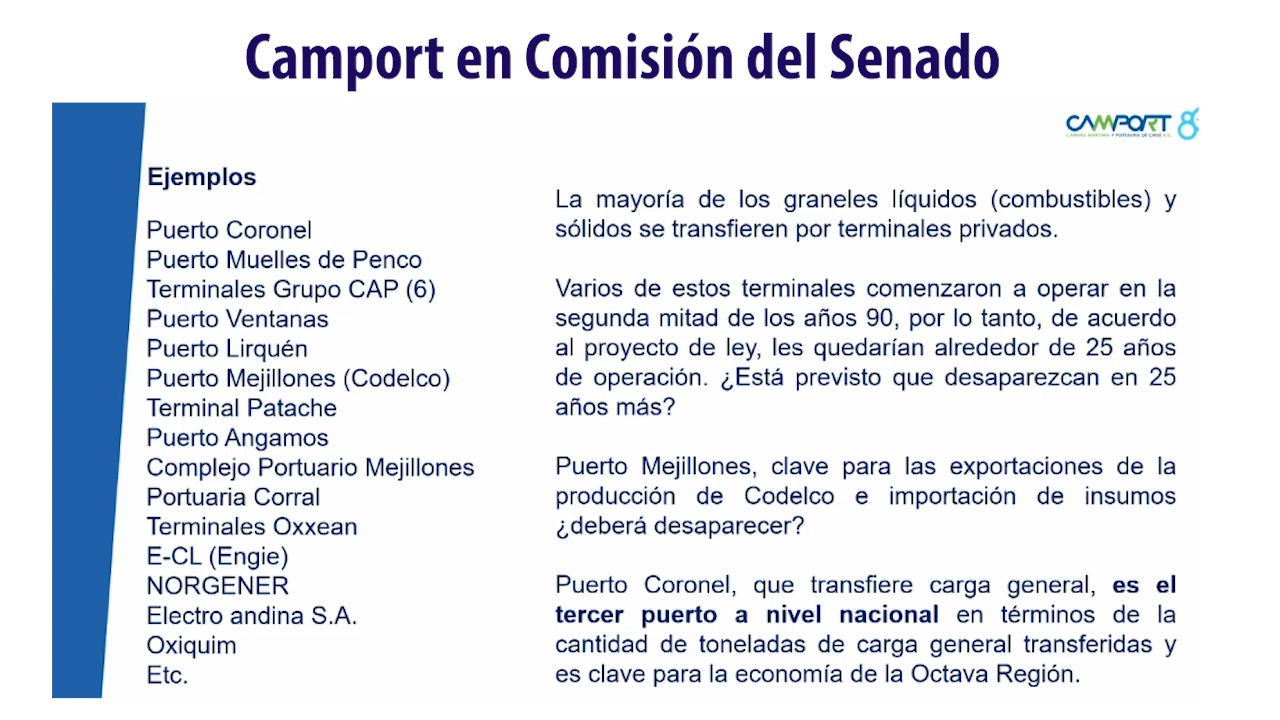 Camport en Comisión del Senado
CAMPORT
CÁMARA MARÍTIMA Y PORTUARIA DE CHILE A.G.
Ejemplos
Puerto Coronel
Puerto Muelles de Penco
Terminales Grupo CAP (6)
Puerto Ventanas
Puerto Lirquén
Puerto Mejillones (Codelco)
Terminal Patache
Puerto Angamos
Complejo Portuario Mejillones
Portuaria Corral
Terminales Oxxean
E-CL (Engie)
NORGENER
Electro andina S.A.
Oxiquim
Etc.
La mayoría de los graneles líquidos (combustibles) y
sólidos se transfieren por terminales privados.
Varios de estos terminales comenzaron a operar en la
segunda mitad de los años 90, por lo tanto, de acuerdo
al proyecto de ley, les quedarían alrededor de 25 años
de operación. ¿Está previsto que desaparezcan en 25
años más?
Puerto Mejillones, clave para las exportaciones de la
producción de Codelco e importación de insumos
¿deberá desaparecer?
Puerto Coronel, que transfiere carga general, es el
tercer puerto a nivel nacional en términos de la
cantidad de toneladas de carga general transferidas y
es clave para la economía de la Octava Región.